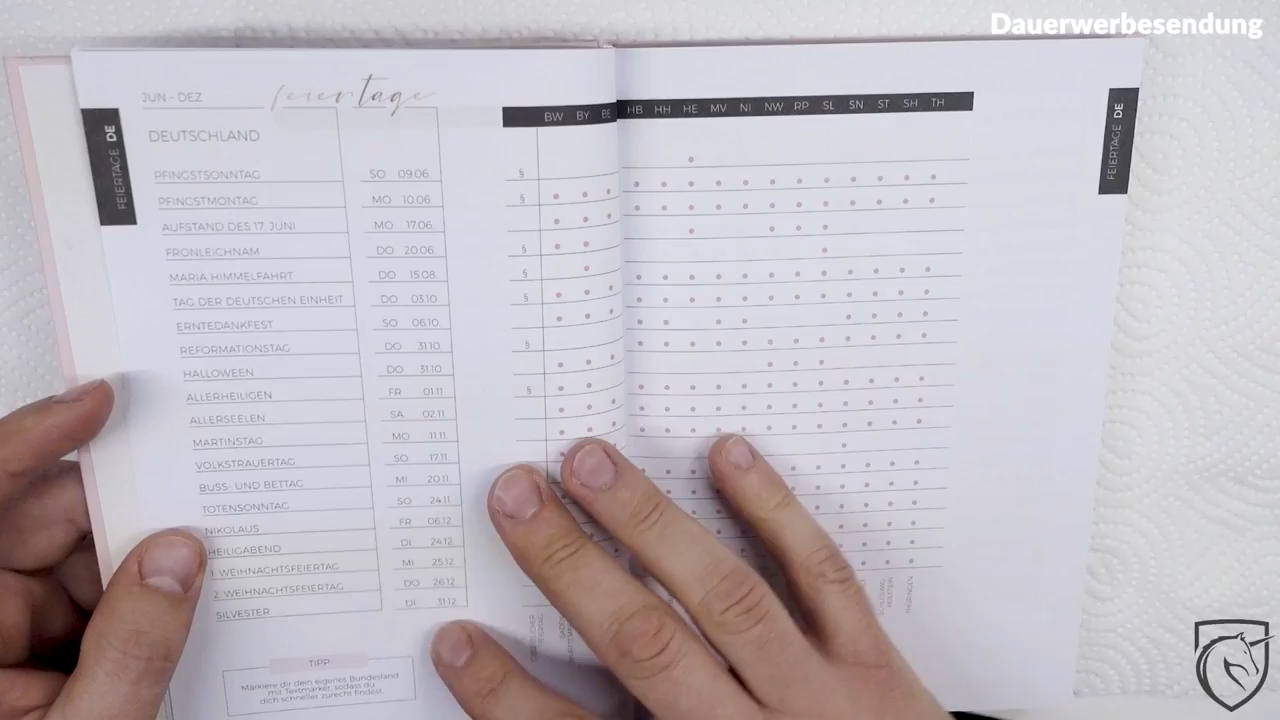 Dauerwerbesendung
JUN - DEZ feiertage
FEIERTAGE DE
DEUTSCHLAND
BW BY BE HB HH HE MV NI NW RP SL SN ST SH TH
FEIERTAGE DE
PFINGSTSONNTAG SO 09.06. §
PFINGSTMONTAG MO 10.06 §
AUFSTAND DES 17. JUNI MO 17.06.
FRONLEICHNAM DO 20.06. §
MARIA HIMMELFAHRT DO 15.08. §
TAG DER DEUTSCHEN EINHEIT DO 03.10. §
ERNTEDANKFEST SO 06.10.
REFORMATIONSTAG DO 31.10 §
HALLOWEEN DO 31.10
ALLERHEILIGEN FR 01.11 §
ALLERSEELEN SA 02.11
MARTINSTAG MO 11.11
VOLKSTRAUERTAG SO 17.11
BUSS- UND BETTAG MI 20.11.
TOTENSONNTAG SO 24.11
NIKOLAUS FR 06.12
HEILIGABEND DI 24.12
1. WEIHNACHTSFEIERTAG MI 25.12
2. WEIHNACHTSFEIERTAG DO 26.12
SILVESTER DI 31.12
SCHLESWIG-
HOLSTEIN
THÜRINGEN
TIPP
Markiere dir dein eigenes Bundesland
mit Textmarker, sodass du
dich schneller zurecht findest.